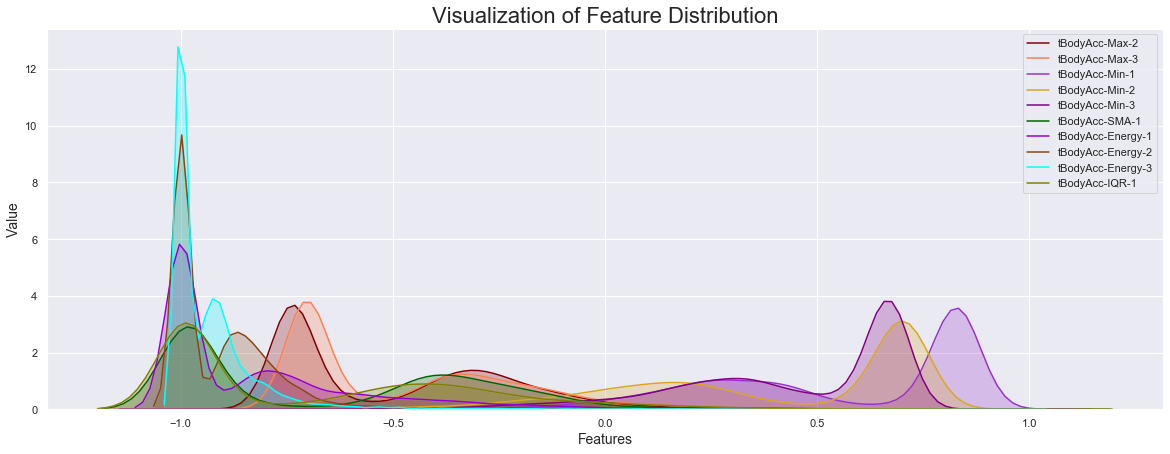 Visualization of Feature Distribution
tBodyAcc-Max-2
tBodyAcc-Max-3
tBodyAcc-Min-1
tBodyAcc-Min-2
tBodyAcc-Min-3
tBodyAcc-SMA-1
tBodyAcc-Energy-1
tBodyAcc-Energy-2
tBodyAcc-Energy-3
tBodyAcc-IQR-1
Value
12
10
8
6
4
2
0
−1.0 −0.5 0.0 0.5 1.0
Features